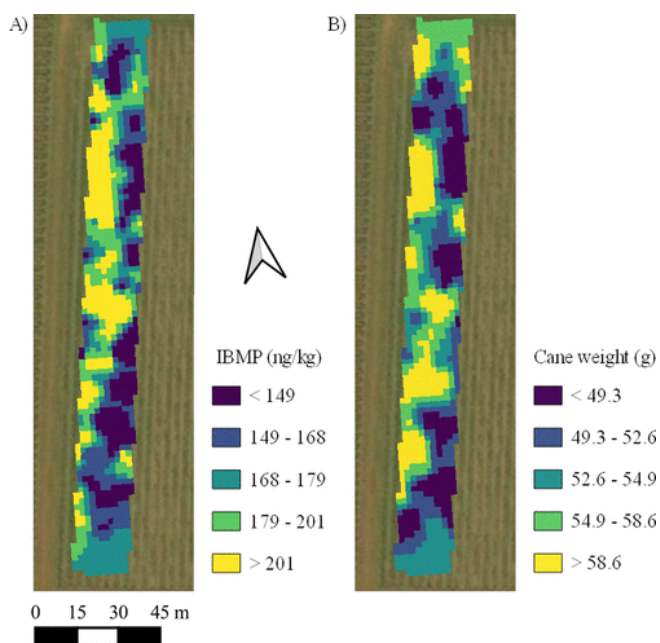 A)
B)
IBMP (ng/kg)
< 149
149 - 168
168 - 179
179 - 201
> 201
Cane weight (g)
< 49.3
49.3 - 52.6
52.6 - 54.9
54.9 - 58.6
> 58.6
0 15 30 45 m